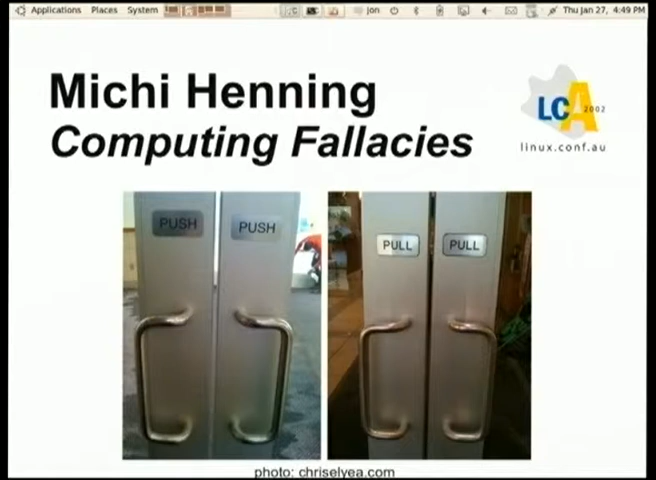 Applications Places System jon Thu Jan 27, 4:49 PM
Michi Henning
Computing Fallacies
LCA 2002
linux.conf.au
PUSH PUSH
PULL PULL
photo: chriselyea.com